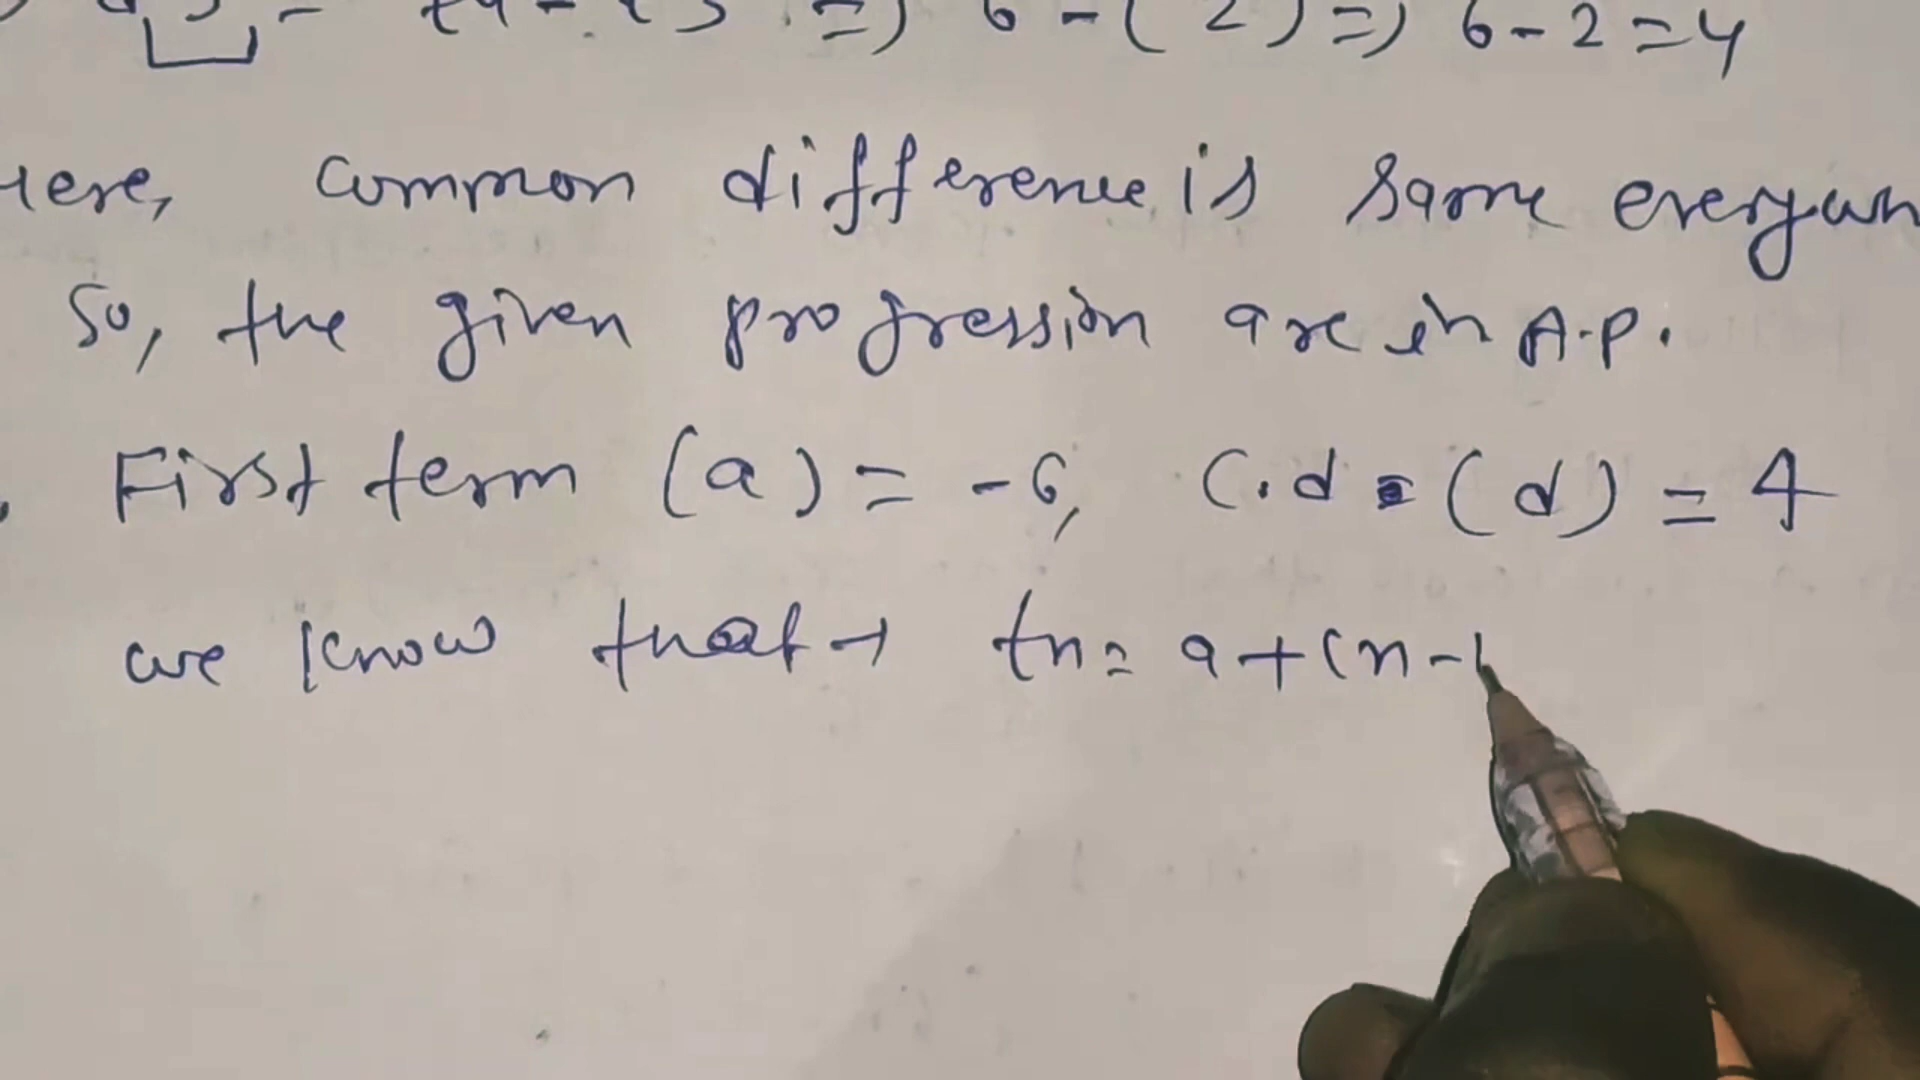 6 - ( 2 ) => 6 - 2 = 4
common difference is same
So, the given progression are in A.P.
First term (a) = -6, C.d = (d) = 4
we know that → tn = a + (n - 1